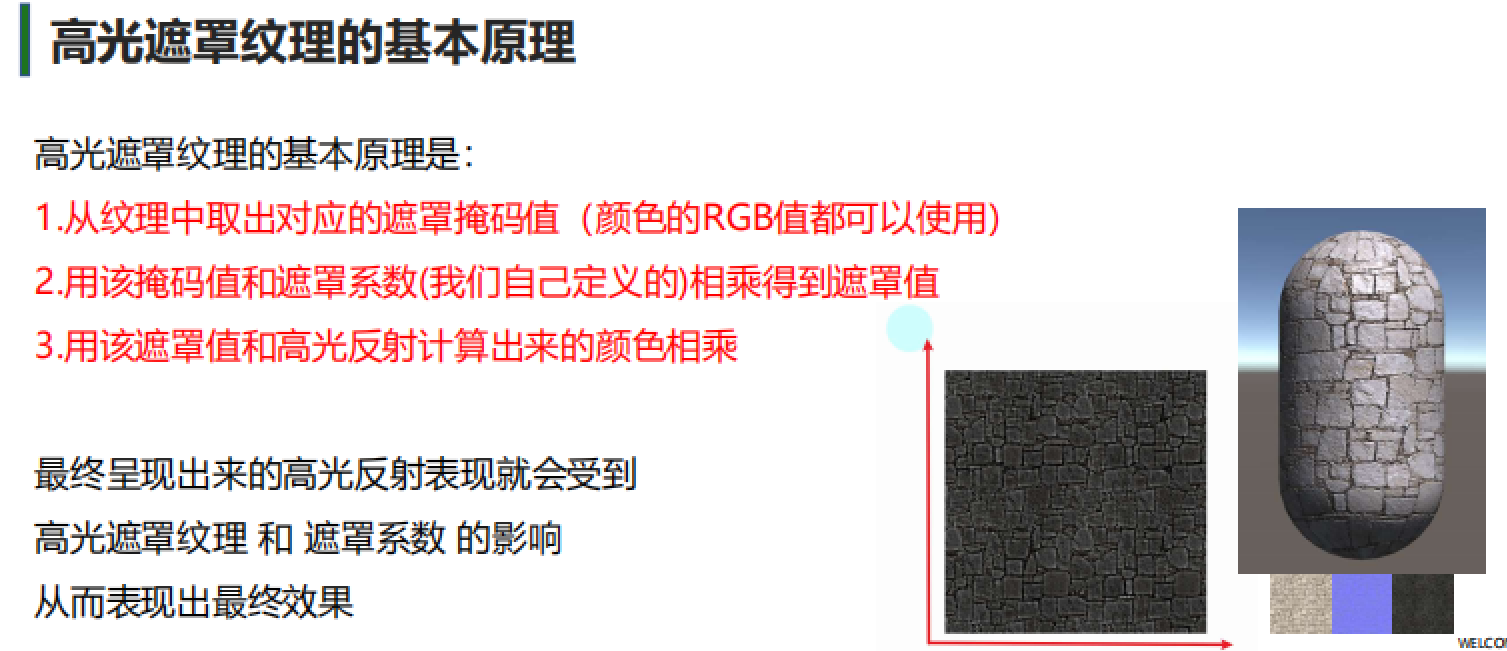 高光遮罩纹理的基本原理
高光遮罩纹理的基本原理是：
1.从纹理中取出对应的遮罩掩码值（颜色的RGB值都可以使用）
2.用该掩码值和遮罩系数(我们自己定义的)相乘得到遮罩值
3.用该遮罩值和高光反射计算出来的颜色相乘
最终呈现出来的高光反射表现就会受到
高光遮罩纹理 和 遮罩系数 的影响
从而表现出最终效果
WELCO